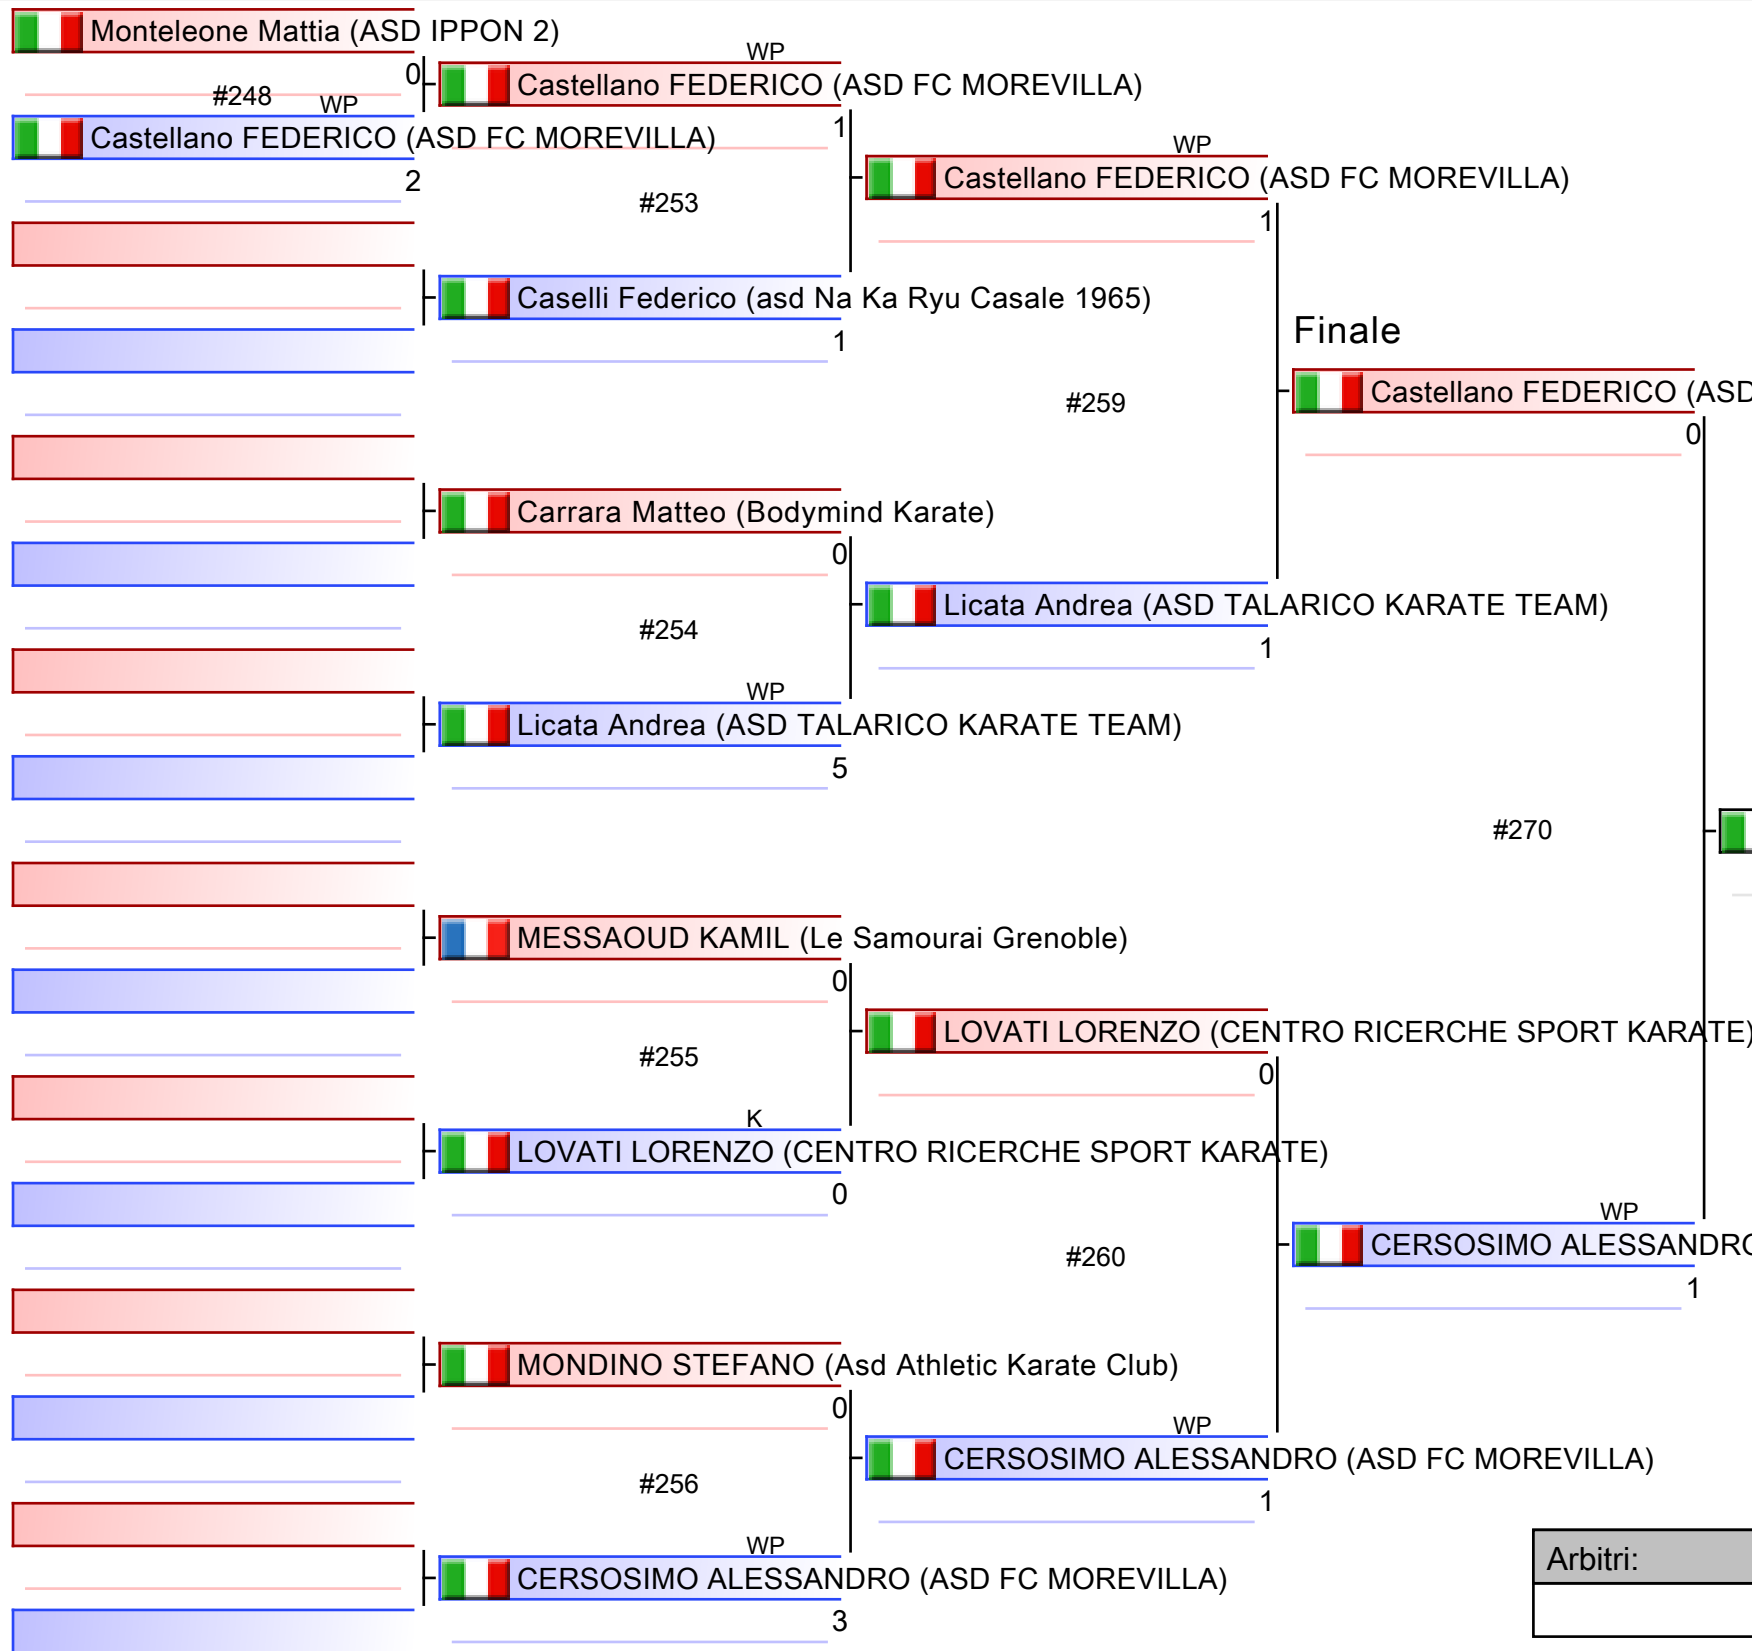 Monteleone Mattia (ASD IPPON 2)
0
#248
WP
Castellano FEDERICO (ASD FC MOREVILLA)
2
WP
Castellano FEDERICO (ASD FC MOREVILLA)
1
#253
Caselli Federico (asd Na Ka Ryu Casale 1965)
1
Carrara Matteo (Bodymind Karate)
0
#254
WP
Licata Andrea (ASD TALARICO KARATE TEAM)
5
MESSAOUD KAMIL (Le Samourai Grenoble)
0
#255
K
LOVATI LORENZO (CENTRO RICERCHE SPORT KARATE)
0
MONDINO STEFANO (Asd Athletic Karate Club)
0
#256
WP
CERSOSIMO ALESSANDRO (ASD FC MOREVILLA)
3
WP
Castellano FEDERICO (ASD FC MOREVILLA)
1
#259
Licata Andrea (ASD TALARICO KARATE TEAM)
1
LOVATI LORENZO (CENTRO RICERCHE SPORT KARATE)
0
#260
WP
CERSOSIMO ALESSANDRO (ASD FC MOREVILLA)
1
Finale
Castellano FEDERICO (ASD
0
#270
WP
CERSOSIMO ALESSANDRO
1
Arbitri: